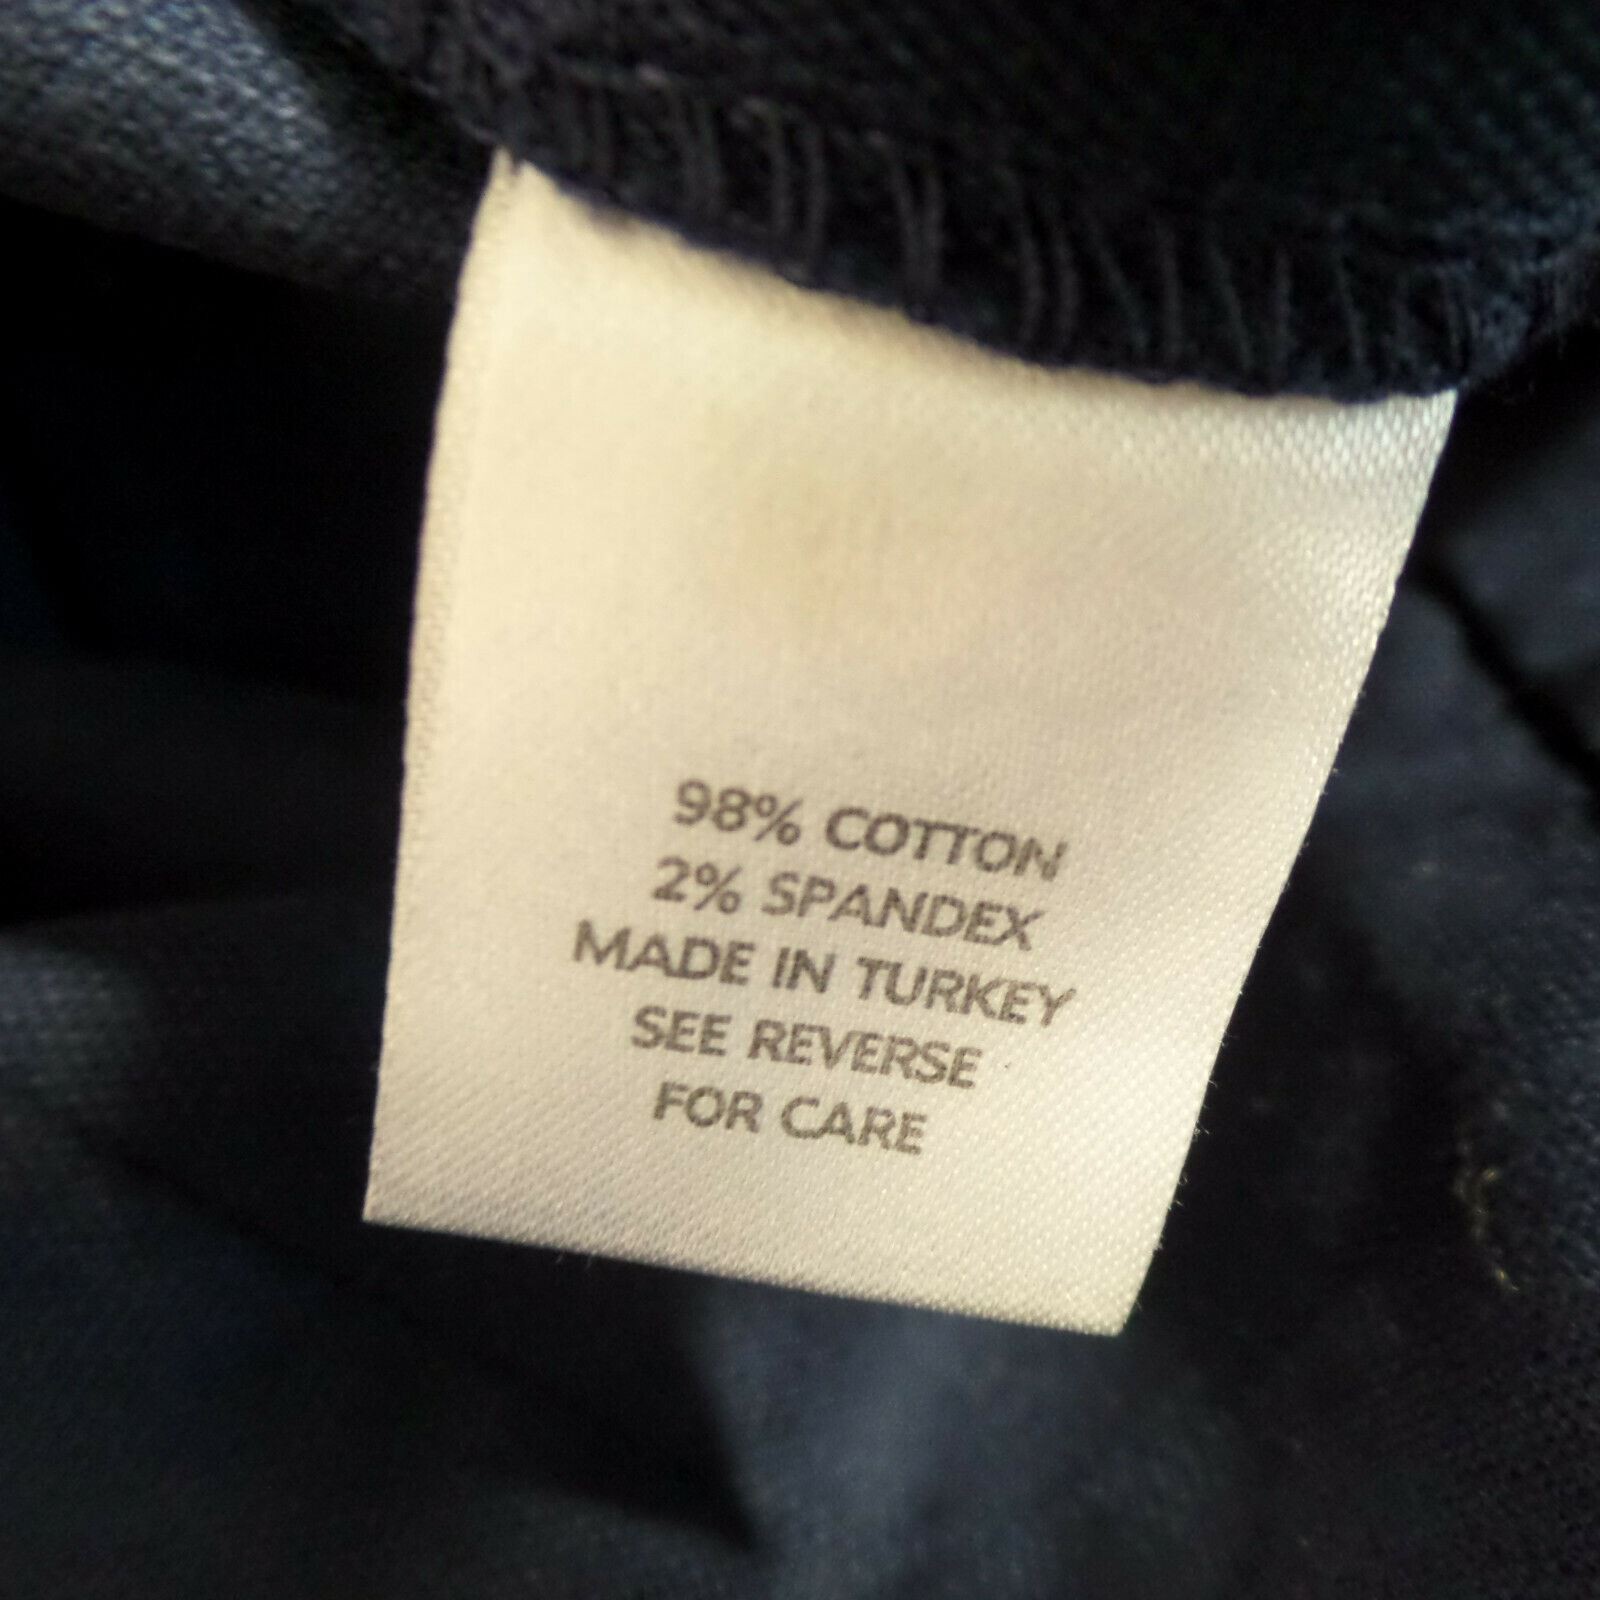 98% COTTON
2% SPANDEX
MADE IN TURKEY
SEE REVERSE
FOR CARE